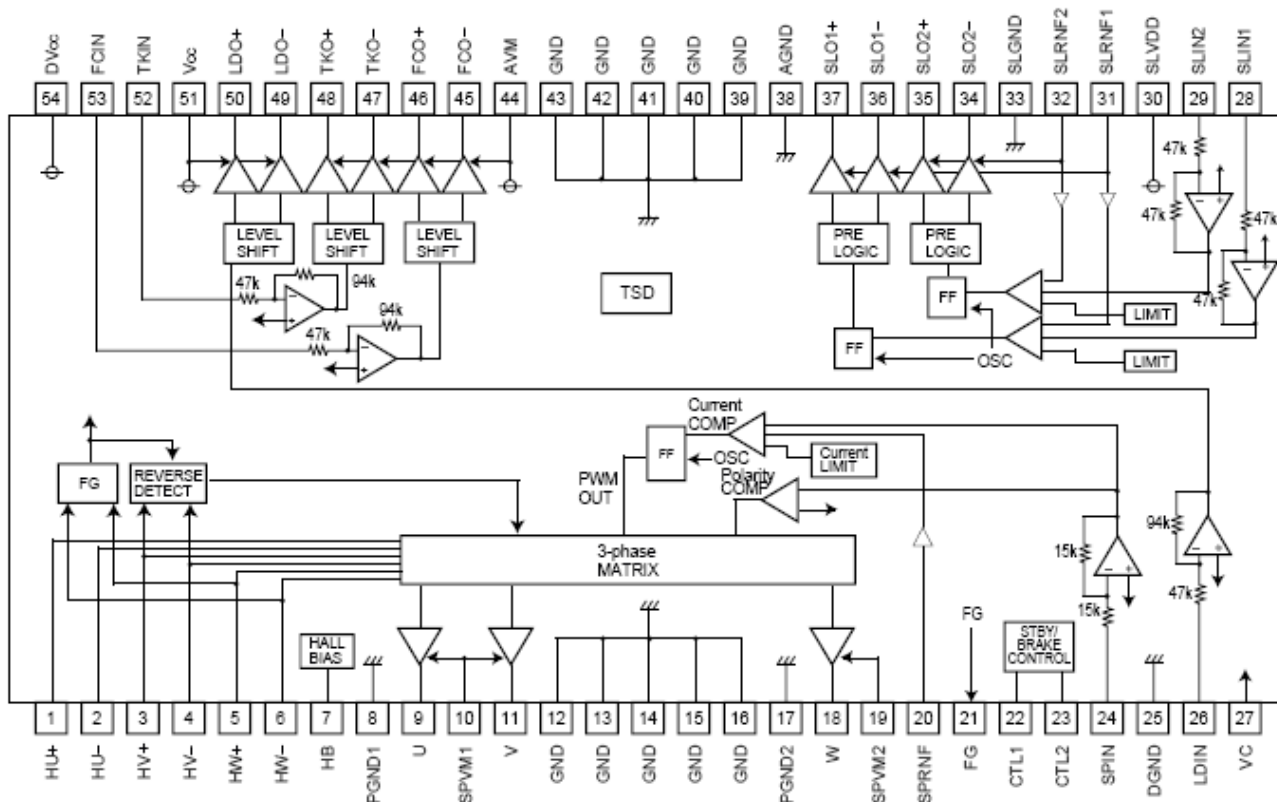 DVcc FCIN TKIN Vcc LDO+ LDO− TKO+ TKO− FCO+ FCO− AVM GND GND GND GND GND AGND SLO1+ SLO1− SLO2+ SLO2− SLGND SLRNF2 SLRNF1 SLVDD SLIN2 SLIN1
54 53 52 51 50 49 48 47 46 45 44 43 42 41 40 39 38 37 36 35 34 33 32 31 30 29 28
47k
47k 47k
LEVEL SHIFT LEVEL SHIFT LEVEL SHIFT
PRE LOGIC PRE LOGIC
47k 94k
TSD
FF
47k
LIMIT
94k
47k
FF
OSC
LIMIT
Current COMP
FF
OSC
Current LIMIT
PWM OUT
Polarity COMP
FG
REVERSE DETECT
3-phase MATRIX
15k
94k
15k
47k
HALL BIAS
FG
STBY/ BRAKE CONTROL
1 2 3 4 5 6 7 8 9 10 11 12 13 14 15 16 17 18 19 20 21 22 23 24 25 26 27
HU+ HU− HV+ HV− HW+ HW− HB PGND1 U SPVM1 V GND GND GND GND GND PGND2 W SPVM2 SPRNF FG CTL1 CTL2 SPIN DGND LDIN VC